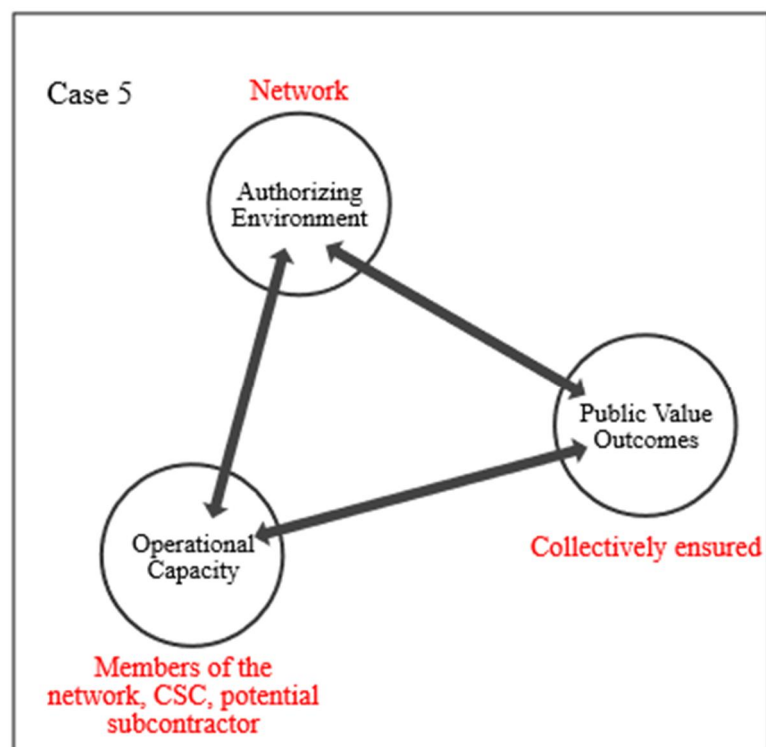 Case 5
Network
Authorizing
Environment
Public Value
Outcomes
Collectively ensured
Operational
Capacity
Members of the
network, CSC, potential
subcontractor